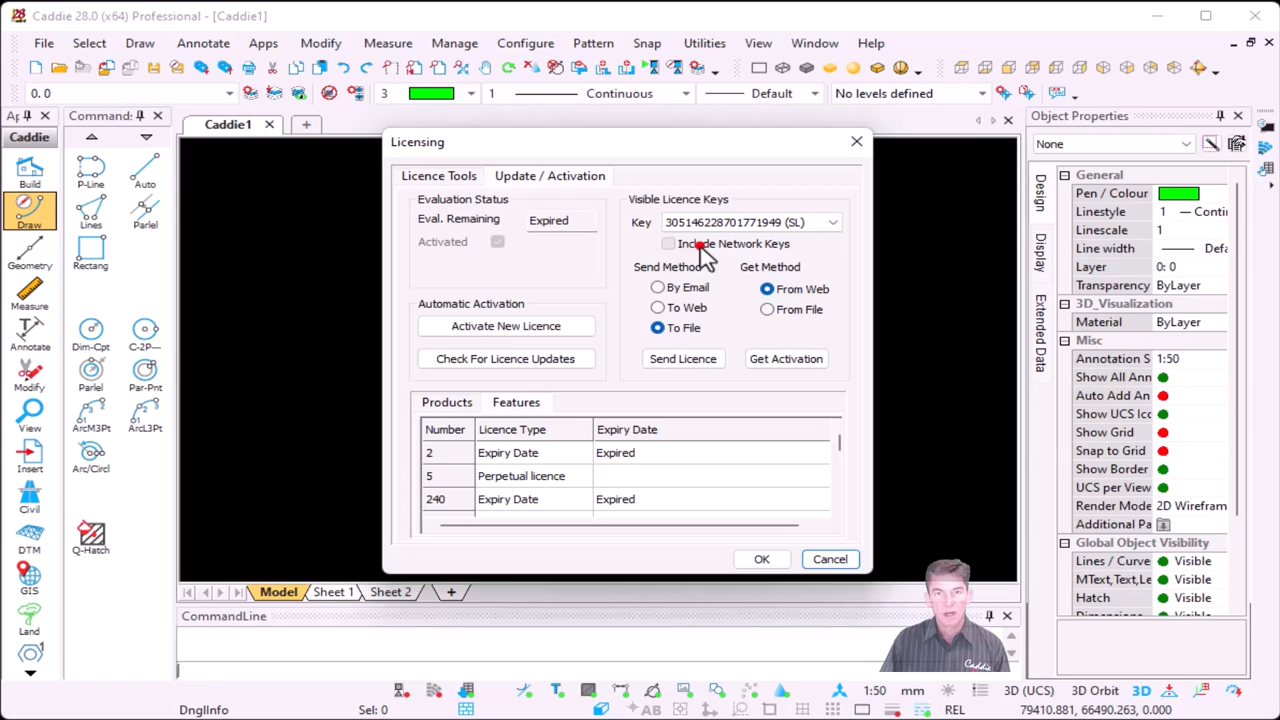 Caddie 28.0 (x64) Professional - [Caddie1]
File Select Draw Annotate Apps Modify Measure Manage Configure Pattern Snap Utilities View Window Help
0. 0 3 1 Continuous Default No levels defined
Caddie
Command:
Caddie1
Object Properties
None
Build
Draw
Geometry
Measure
Annotate
Modify
View
Insert
Civil
DTM
GIS
Land
P-Line Auto
Lines Parlel
Rectang
Dim-Cpt C-2P---
Parlel Par-Pnt
ArcM3Pt ArcL3Pt
Arc/Circl
Q-Hatch
Licensing
Licence Tools Update / Activation
Evaluation Status
Eval. Remaining Expired
Activated
Automatic Activation
Activate New Licence
Check For Licence Updates
Visible Licence Keys
Key 305146228701771949 (SL)
Include Network Keys
Send Method Get Method
By Email From Web
To Web From File
To File
Send Licence Get Activation
Products Features
Number Licence Type Expiry Date
2 Expiry Date Expired
5 Perpetual licence
240 Expiry Date Expired
OK Cancel
Design
Display
Extended Data
General
Pen / Colour
Linestyle 1
Linescale 1
Line width
Layer 0: 0
Transparency ByLayer
3D_Visualization
Material ByLayer
Misc
Annotation S 1:50
Show All Ann
Auto Add An
Show UCS Ico
Show Grid
Snap to Grid
Show Border
UCS per View
Render Mode 2D Wirefram
Additional Pa
Global Object Visibility
Lines / Curve Visible
MText,Text,Le Visible
Hatch Visible
Model Sheet 1 Sheet 2
CommandLine
Caddie
1:50 mm 3D (UCS) 3D Orbit 3D
DngInfo Sel: 0 AB REL 79410.881, 66490.263, 0.000